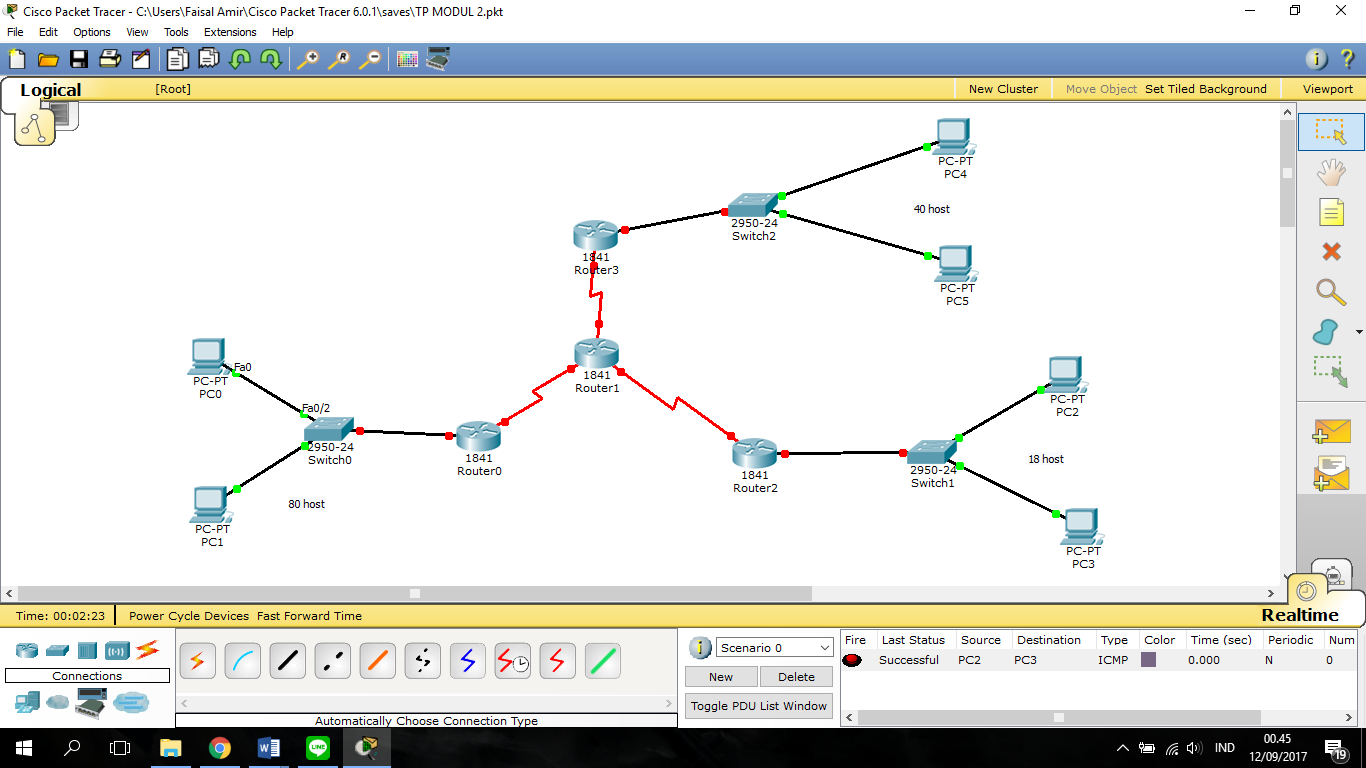 Cisco Packet Tracer - C:\Users\Faisal Amir\Cisco Packet Tracer 6.0.1\saves\TP MODUL 2.pkt
File Edit Options View Tools Extensions Help
Logical [Root] New Cluster Move Object Set Tiled Background Viewport
PC-PT
PC4
40 host
2950-24
Switch2
1841
Router3
PC-PT
PC5
1841
Router1
Fa0
PC-PT
PC0
Fa0/2
2950-24
Switch0
1841
Router0
PC-PT
PC2
1841
Router2
2950-24
Switch1
18 host
80 host
PC-PT
PC1
PC-PT
PC3
Time: 00:02:23 Power Cycle Devices Fast Forward Time Realtime
Connections
Automatically Choose Connection Type
Scenario 0
New Delete
Toggle PDU List Window
Fire Last Status Source Destination Type Color Time (sec) Periodic Num
Successful PC2 PC3 ICMP 0.000 N 0
IND
00.45
12/09/2017
19